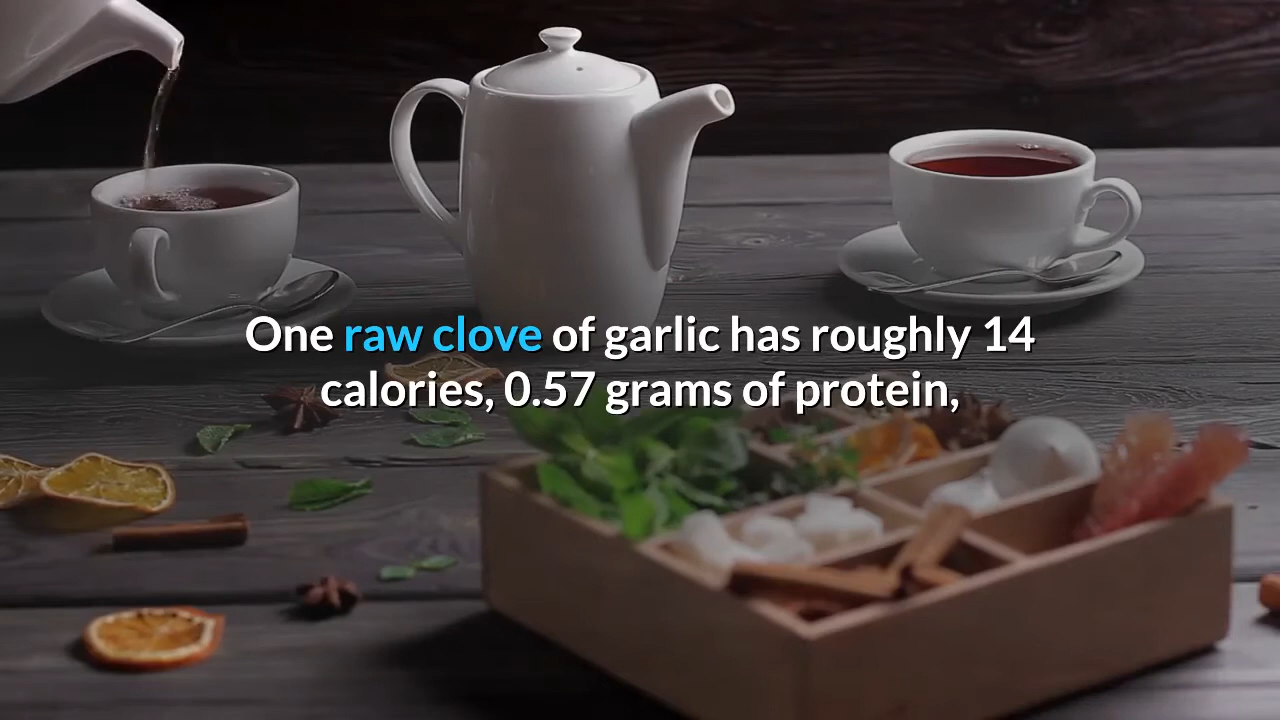 One raw clove of garlic has roughly 14
calories, 0.57 grams of protein,